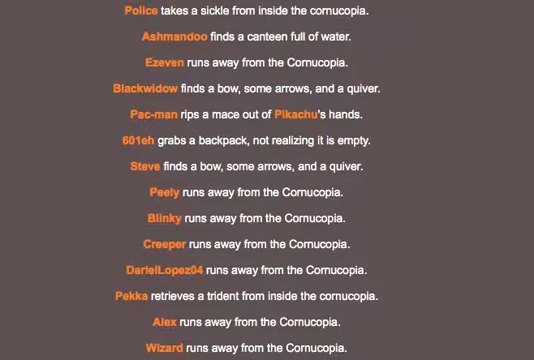 Police takes a sickle from inside the cornucopia.
Ashmandoo finds a canteen full of water.
Ezeven runs away from the Cornucopia.
Blackwidow finds a bow, some arrows, and a quiver.
Pac-man rips a mace out of Pikachu's hands.
601eh grabs a backpack, not realizing it is empty.
Steve finds a bow, some arrows, and a quiver.
Peely runs away from the Cornucopia.
Blinky runs away from the Cornucopia.
Creeper runs away from the Cornucopia.
DarielLopez04 runs away from the Cornucopia.
Pekka retrieves a trident from inside the cornucopia.
Alex runs away from the Cornucopia.
Wizard runs away from the Cornucopia.